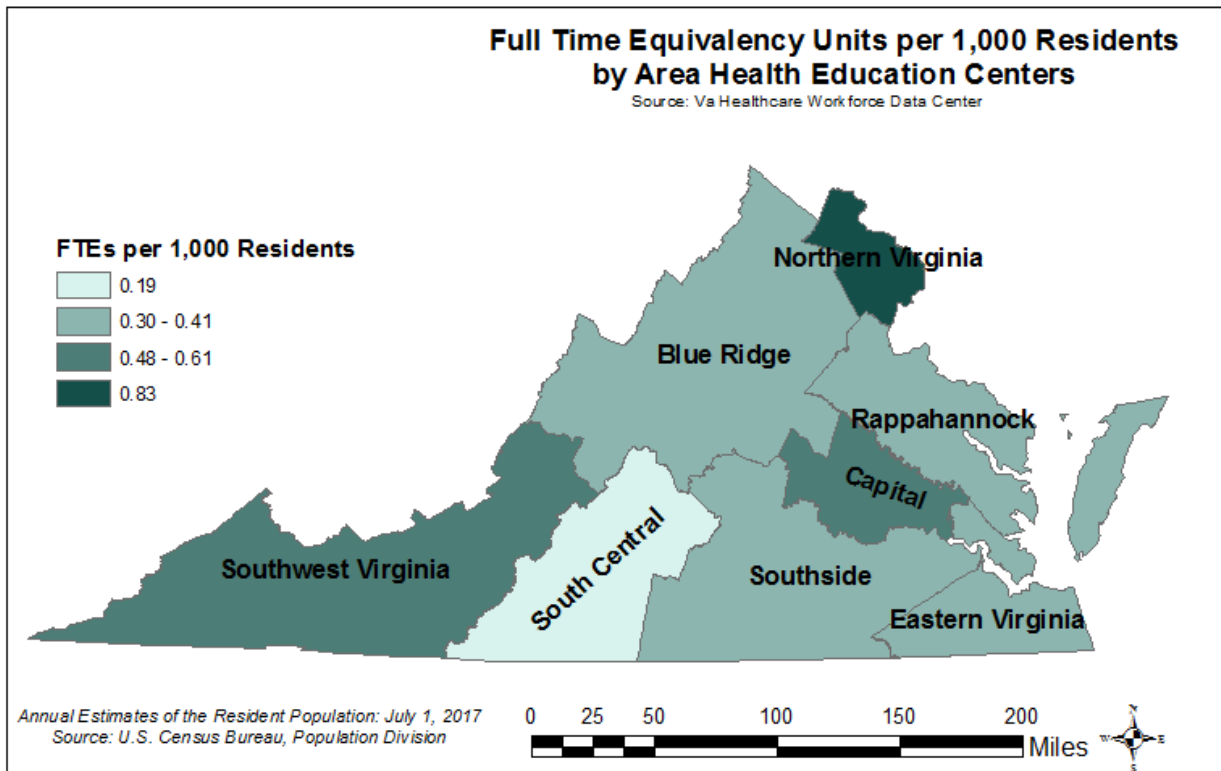 Full Time Equivalency Units per 1,000 Residents
by Area Health Education Centers
Source: Va Healthcare Workforce Data Center
FTEs per 1,000 Residents
0.19
0.30 - 0.41
0.48 - 0.61
0.83
Northern Virginia
Blue Ridge
Rappahannock
Capital
Southwest Virginia
South Central
Southside
Eastern Virginia
Annual Estimates of the Resident Population: July 1, 2017
Source: U.S. Census Bureau, Population Division
0 25 50 100 150 200
Miles
N
W E
S